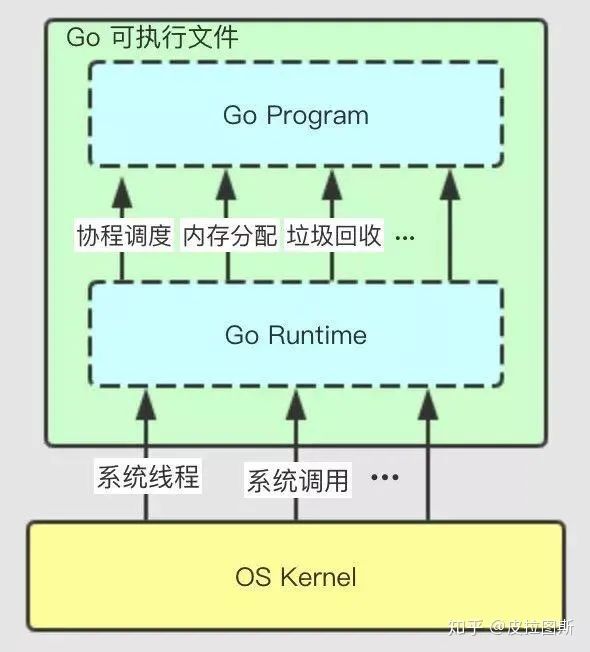 Go 可执行文件
Go Program
协程调度 内存分配 垃圾回收 ...
Go Runtime
系统线程 系统调用 ...
OS Kernel
知乎 @皮拉图斯